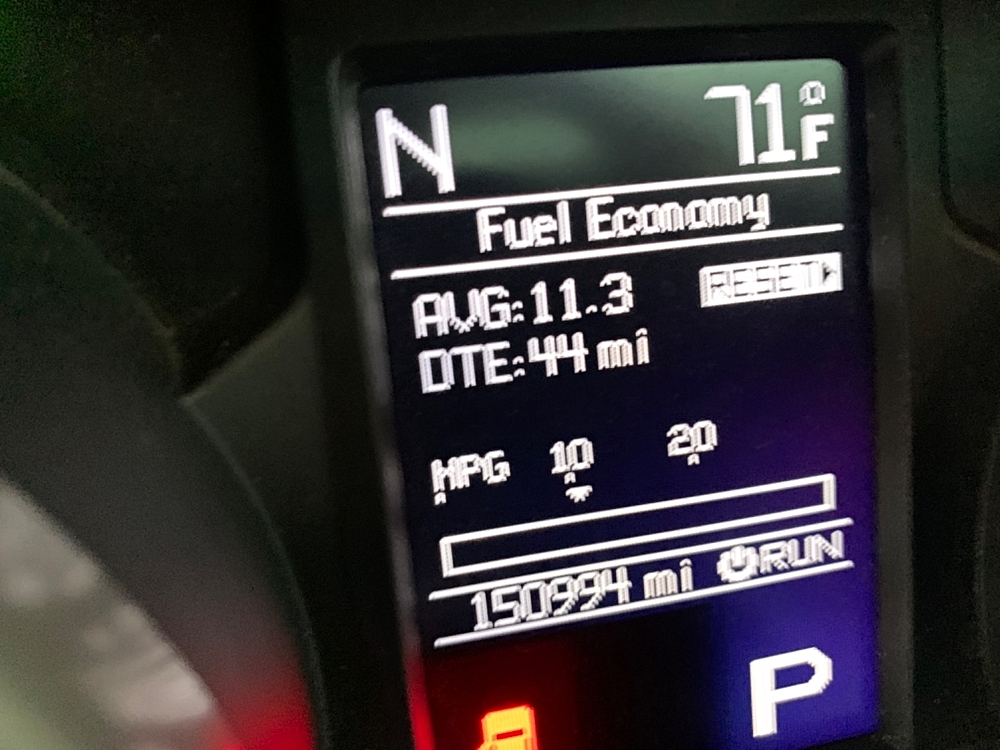 N 71°F
Fuel Economy
AVG:11.3 RESET
DTE:44 mi
MPG 10 20
150994 mi RUN
P